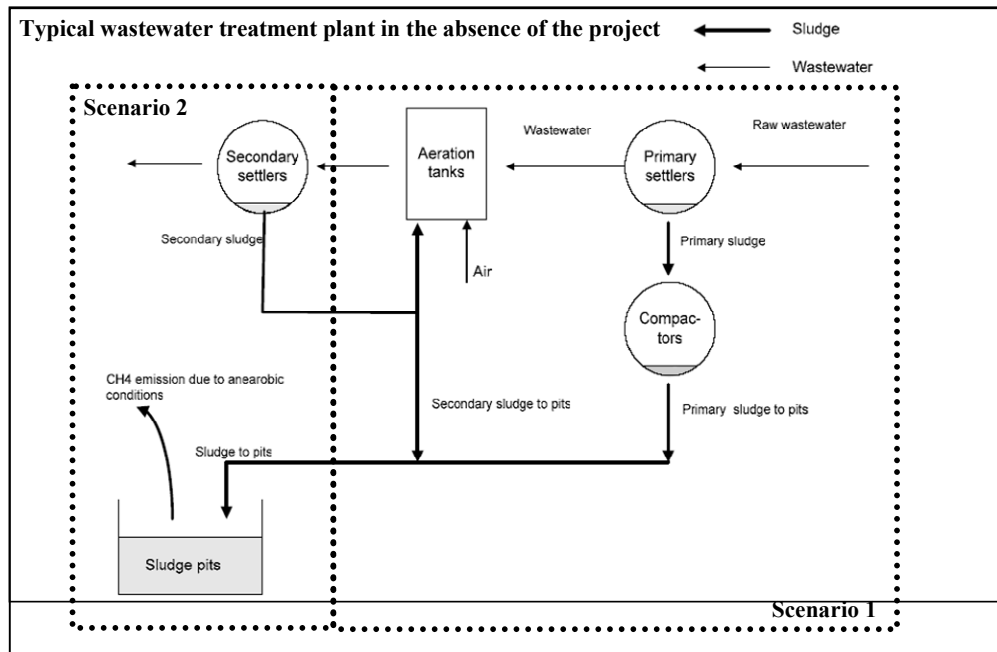 Typical wastewater treatment plant in the absence of the project
Sludge
Wastewater
Scenario 2
Secondary
settlers
Aeration
tanks
Wastewater
Primary
settlers
Raw wastewater
Secondary sludge
Air
Primary sludge
Compac-
tors
CH4 emission due to anearobic
conditions
Secondary sludge to pits
Primary sludge to pits
Sludge to pits
Sludge pits
Scenario 1